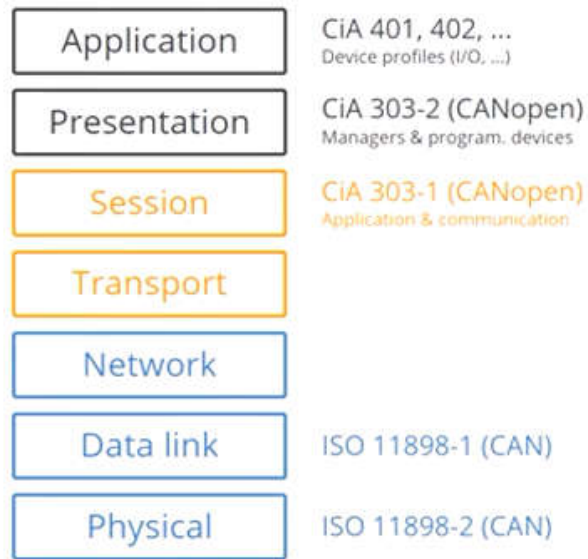 Application
CiA 401, 402, ...
Device profiles (I/O, ...)
Presentation
CiA 303-2 (CANopen)
Managers & program. devices
Session
CiA 303-1 (CANopen)
Application & communication
Transport
Network
Data link
ISO 11898-1 (CAN)
Physical
ISO 11898-2 (CAN)